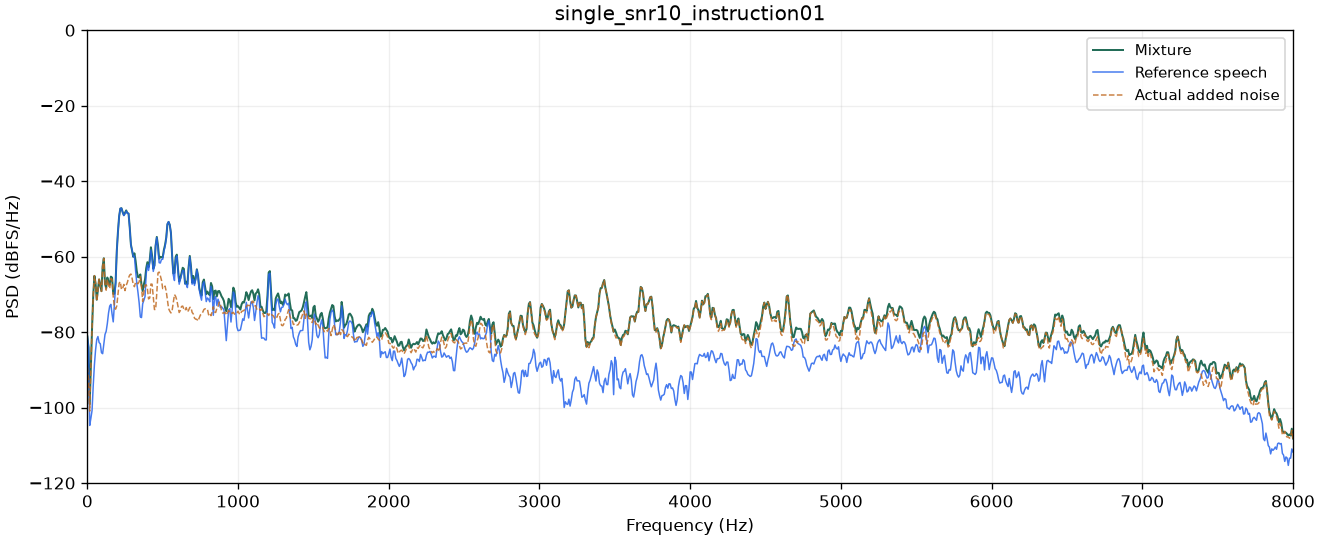 single_snr10_instruction01
Mixture
Reference speech
Actual added noise
PSD (dBFS/Hz)
0
−20
−40
−60
−80
−100
−120
0 1000 2000 3000 4000 5000 6000 7000 8000
Frequency (Hz)